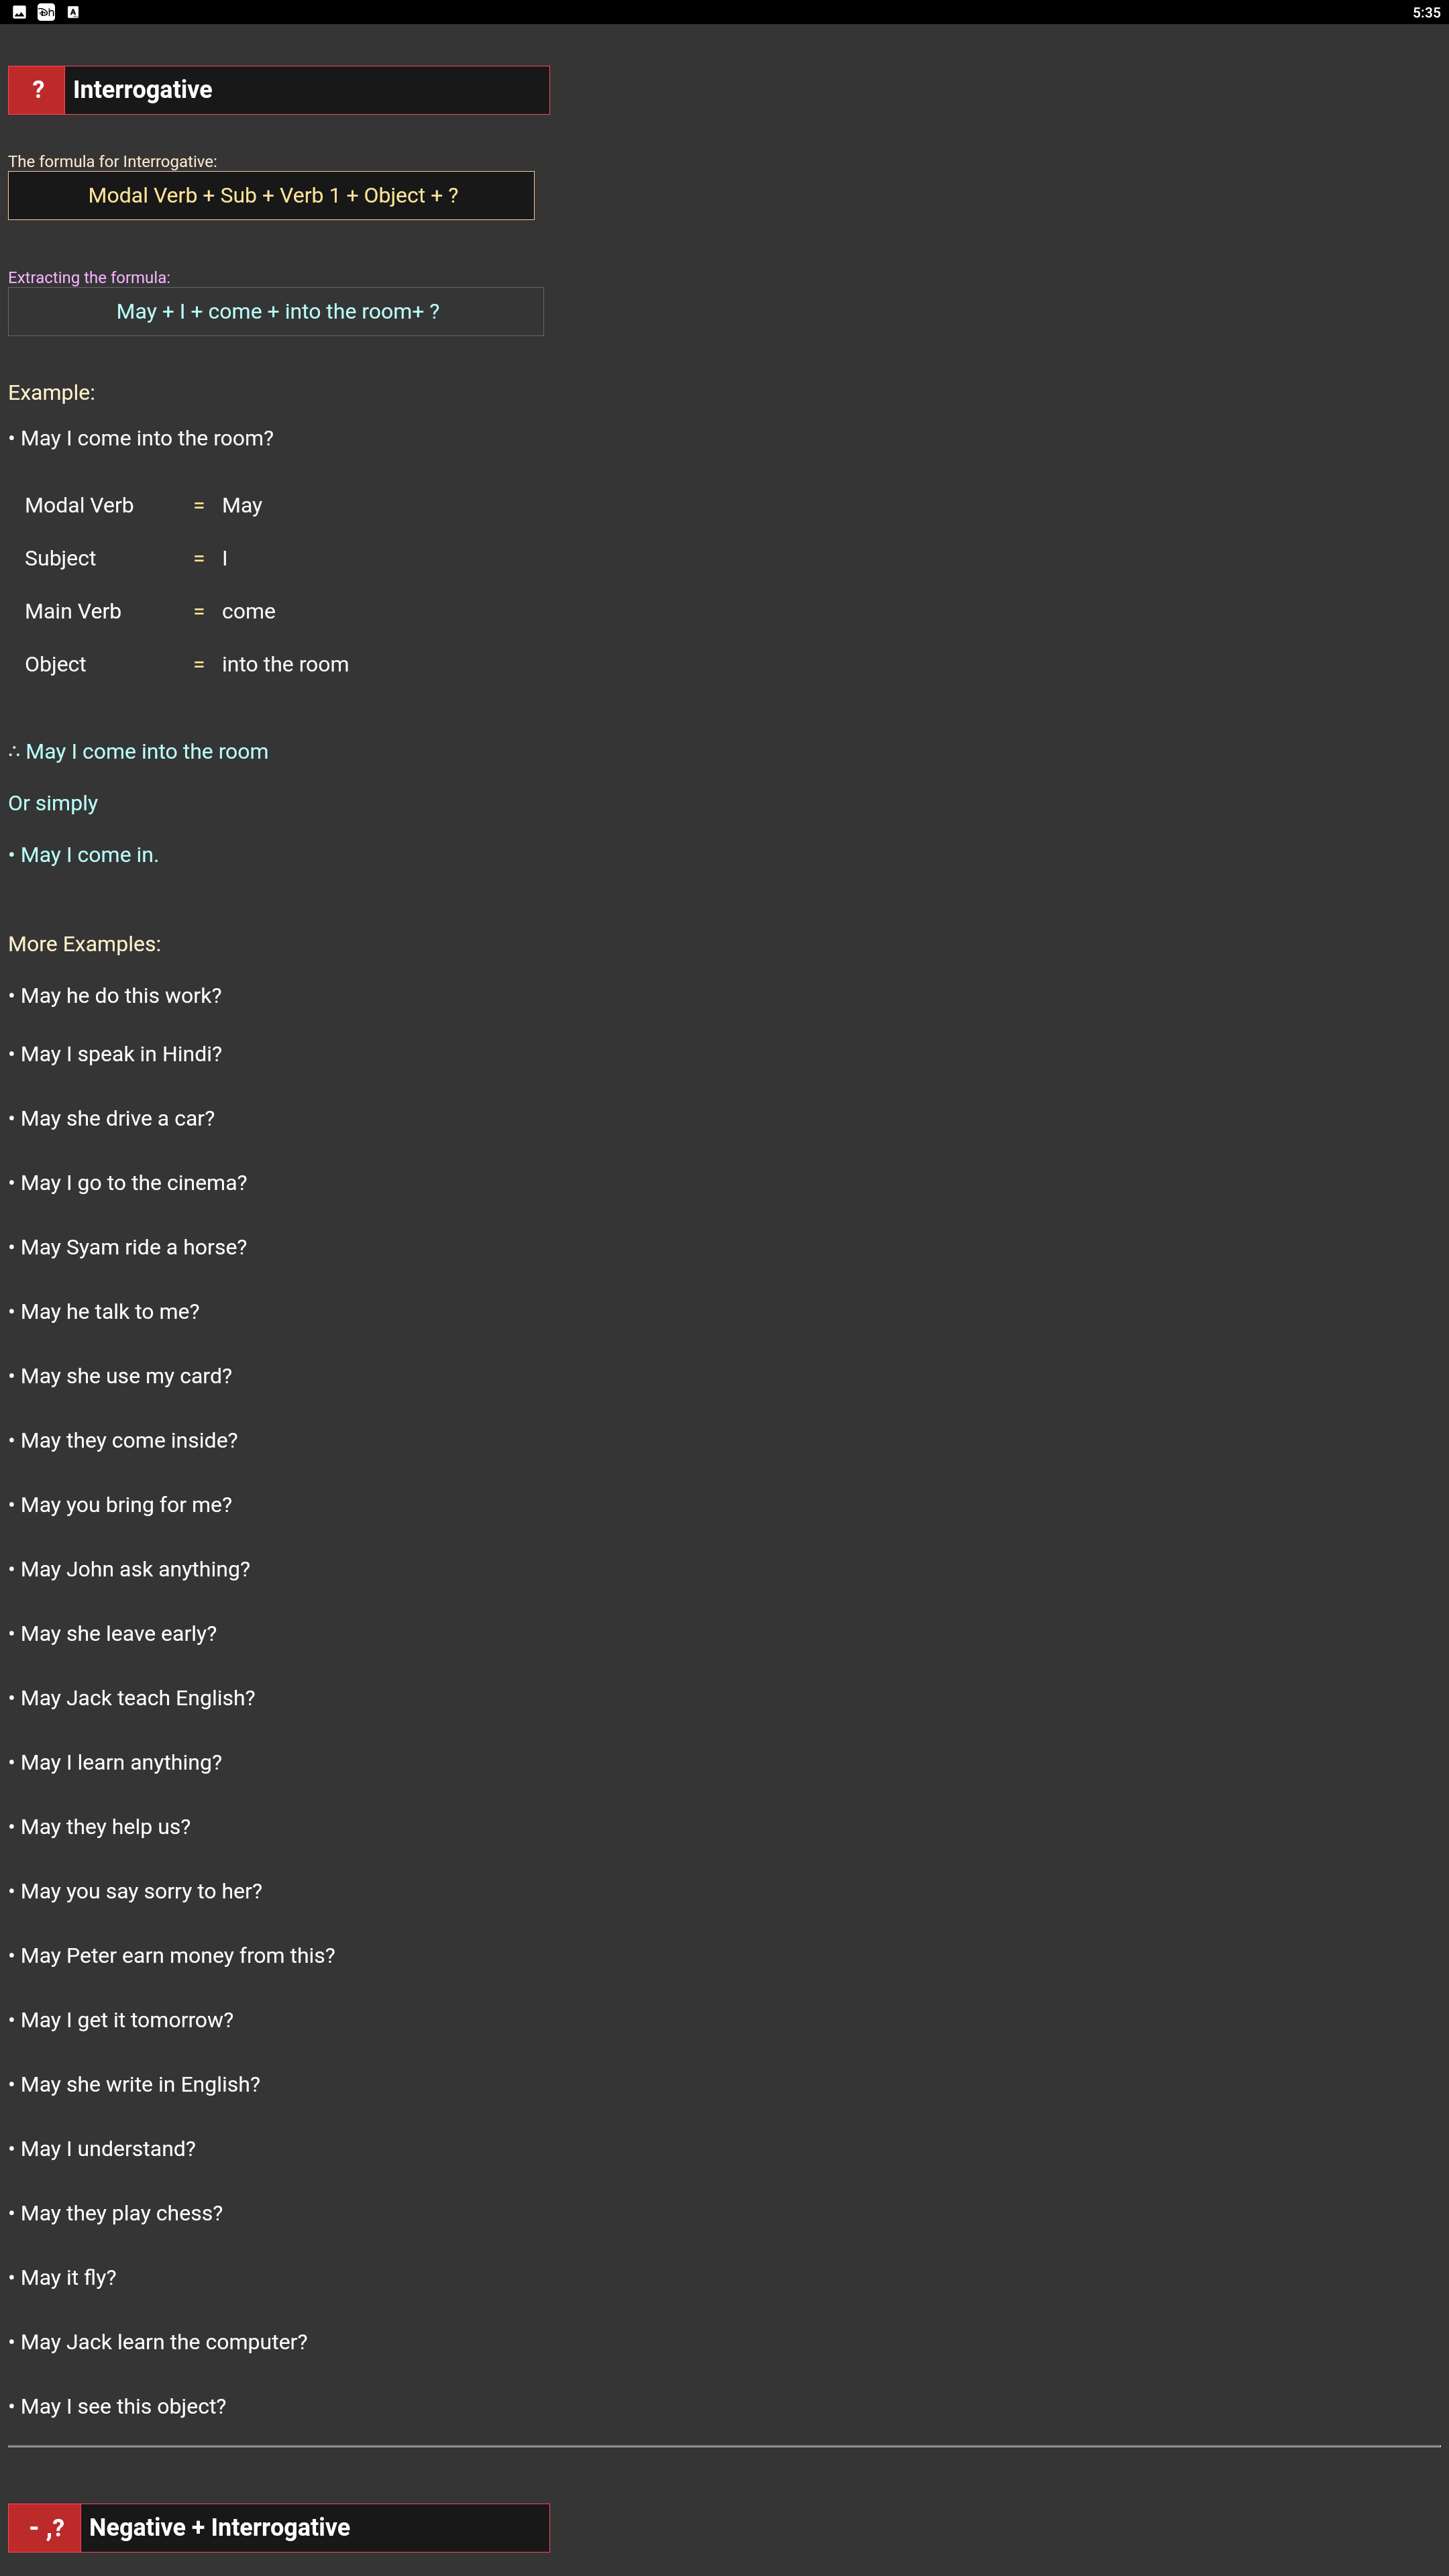 5:35
? Interrogative
The formula for Interrogative:
Modal Verb + Sub + Verb 1 + Object + ?
Extracting the formula:
May + I + come + into the room+ ?
Example:
• May I come into the room?
Modal Verb = May
Subject = I
Main Verb = come
Object = into the room
∴ May I come into the room
Or simply
• May I come in.
More Examples:
• May he do this work?
• May I speak in Hindi?
• May she drive a car?
• May I go to the cinema?
• May Syam ride a horse?
• May he talk to me?
• May she use my card?
• May they come inside?
• May you bring for me?
• May John ask anything?
• May she leave early?
• May Jack teach English?
• May I learn anything?
• May they help us?
• May you say sorry to her?
• May Peter earn money from this?
• May I get it tomorrow?
• May she write in English?
• May I understand?
• May they play chess?
• May it fly?
• May Jack learn the computer?
• May I see this object?
- ,? Negative + Interrogative